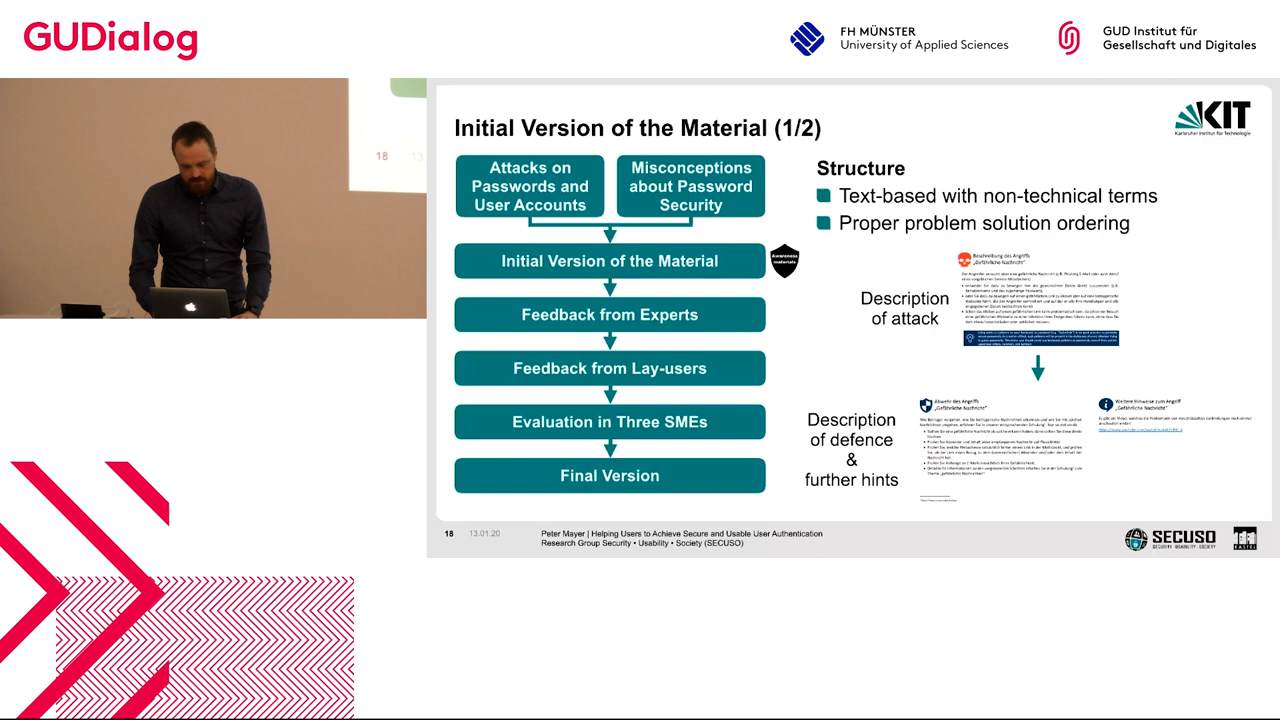 GUDialog
FH MÜNSTER
University of Applied Sciences
GUD Institut für
Gesellschaft und Digitales
18
13
Initial Version of the Material (1/2)
KIT
Karlsruher Institut für Technologie
Attacks on
Passwords and
User Accounts
Misconceptions
about Password
Security
Initial Version of the Material
Awareness
materials
Feedback from Experts
Feedback from Lay-users
Evaluation in Three SMEs
Final Version
Structure
Text-based with non-technical terms
Proper problem solution ordering
Description
of attack
Beschreibung des Angriffs
„Gefährliche Nachricht"
Description
of defence
&
further hints
Abwehr des Angriffs
„Gefährliche Nachricht"
Weitere Hinweise zum Angriff
„Gefährliche Nachricht"
18
13.01.20
Peter Mayer | Helping Users to Achieve Secure and Usable User Authentication
Research Group Security • Usability • Society (SECUSO)
SECUSO
SECURITY · USABILITY · SOCIETY
KASTEL